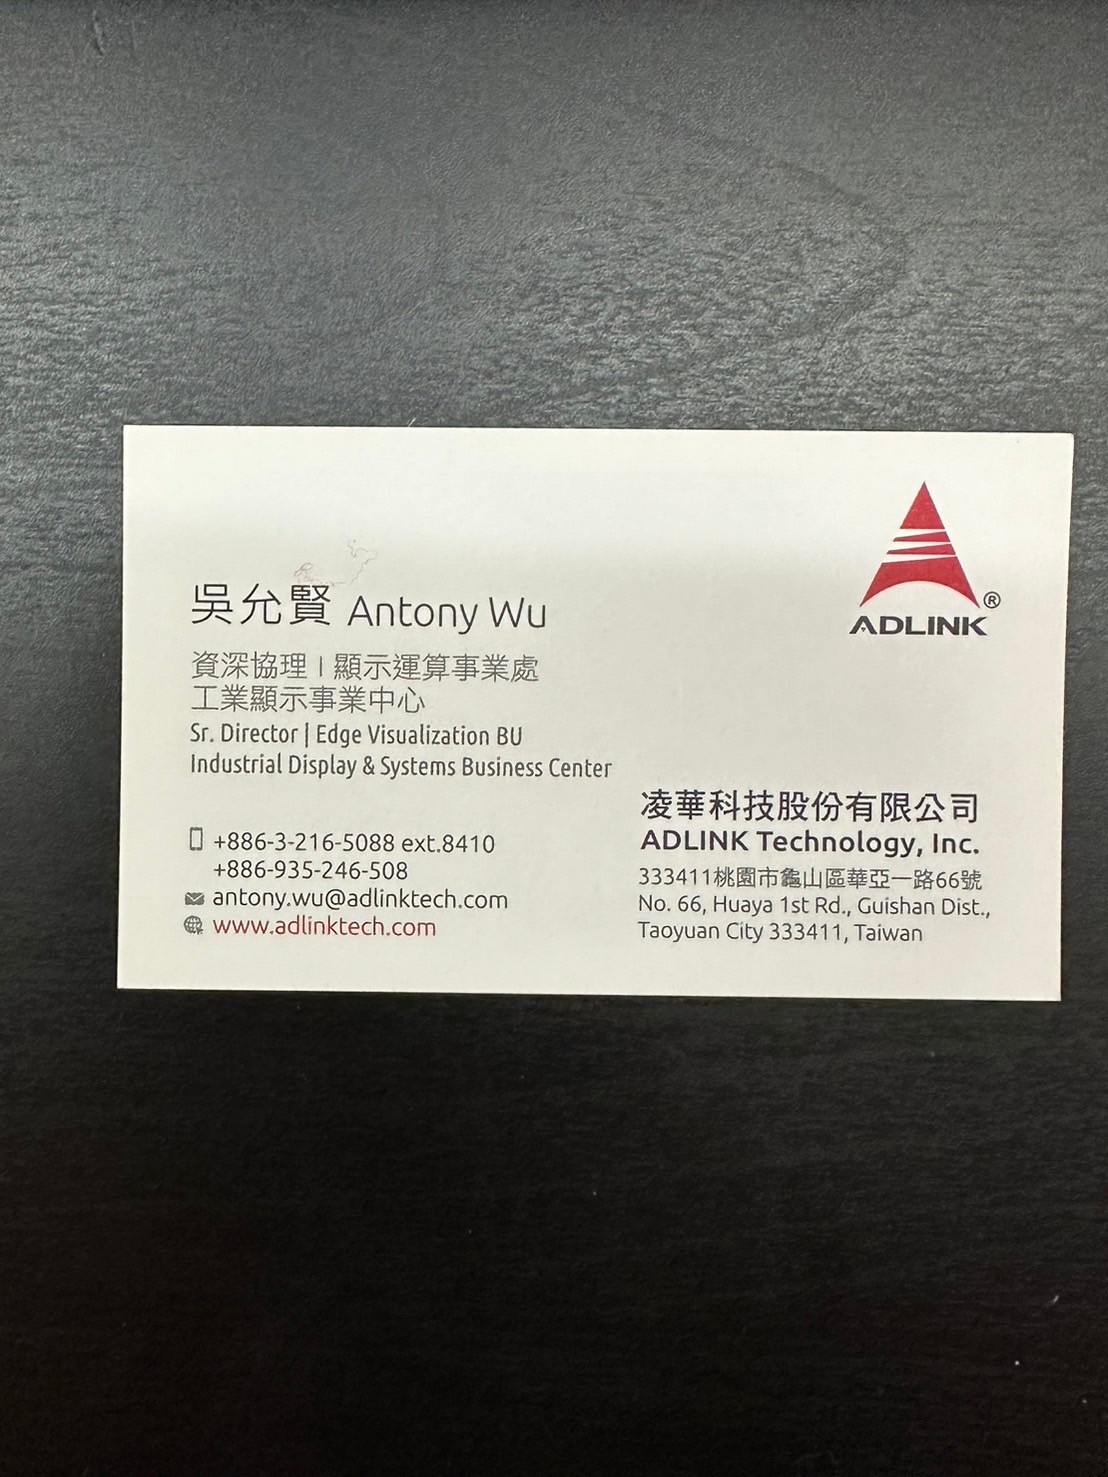 ADLINK®
吳允賢 Antony Wu
資深協理 | 顯示運算事業處
工業顯示事業中心
Sr. Director | Edge Visualization BU
Industrial Display & Systems Business Center
+886-3-216-5088 ext.8410
+886-935-246-508
antony.wu@adlinktech.com
www.adlinktech.com
凌華科技股份有限公司
ADLINK Technology, Inc.
333411桃園市龜山區華亞一路66號
No. 66, Huaya 1st Rd., Guishan Dist.,
Taoyuan City 333411, Taiwan